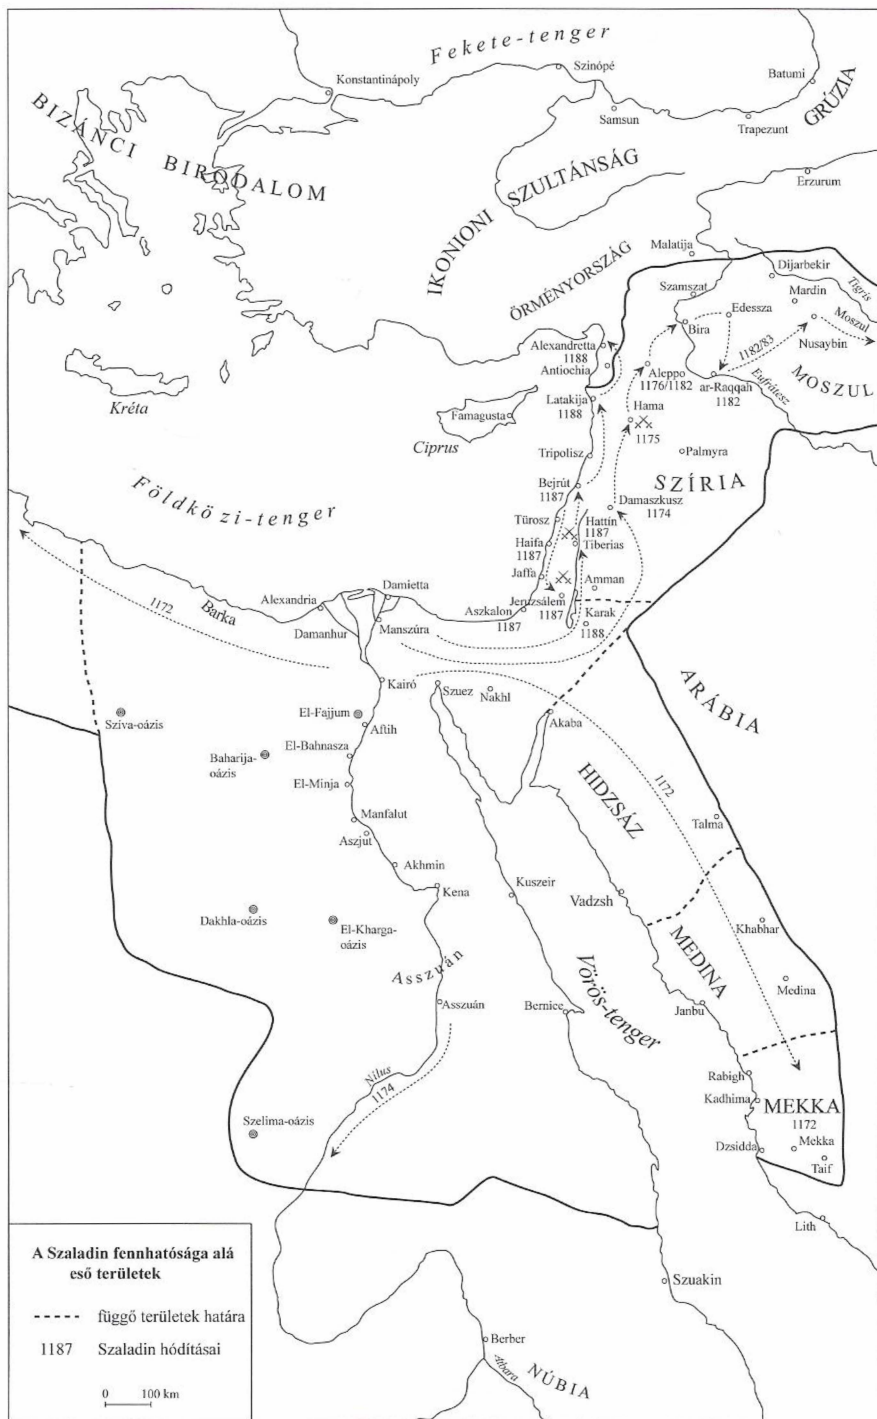 Fekete-tenger
Konstantinápoly
Szinópé
Batumi
Samsun
Trapezunt
GRÚZIA
BIZÁNCI BIRODALOM
IKONIONI SZULTÁNSÁG
Erzurum
ÖRMÉNYORSZÁG
Malatija
Dijarbekir
Tigris
Szamszat
Mardin
Edessza
Bira
Moszul
Nusaybin
1182/83
Alexandretta
1188
Antiochia
Aleppo
1176/1182
ar-Raqqah
1182
Eufrátesz
MOSZUL
Kréta
Latakija
1188
Hama
1175
Famagusta
Ciprus
Tripolisz
Palmyra
SZÍRIA
Földközi-tenger
Bejrút
1187
Damaszkusz
1174
Türosz
Hattín
1187
Haifa
1187
Tiberias
Jaffa
Amman
Jeruzsálem
1187
Aszkalon
1187
Karak
1188
1172
Barka
Alexandria
Damietta
Damanhur
Manszúra
Kairó
Szuez
Nakhl
Akaba
ARÁBIA
Szíva-oázis
El-Fajjum
Aftih
Baharija-
oázis
El-Bahnasza
El-Minja
HIDZSÁZ
1172
Manfalut
Aszjut
Talma
Akhmin
Kena
Kuszeir
Vadzsh
Dakhla-oázis
El-Kharga-
oázis
Khabhar
Asszuán
MEDINA
Medina
Vörös-tenger
Asszuán
Bernice
Janbu
Nílus
1174
Rabigh
Kadhima
MEKKA
1172
Szelima-oázis
Dzsidda
Mekka
Taif
Lith
Szuakin
Berber
Atbara
NÚBIA
A Szaladin fennhatósága alá
eső területek
függő területek határa
1187 Szaladin hódításai
0 100 km